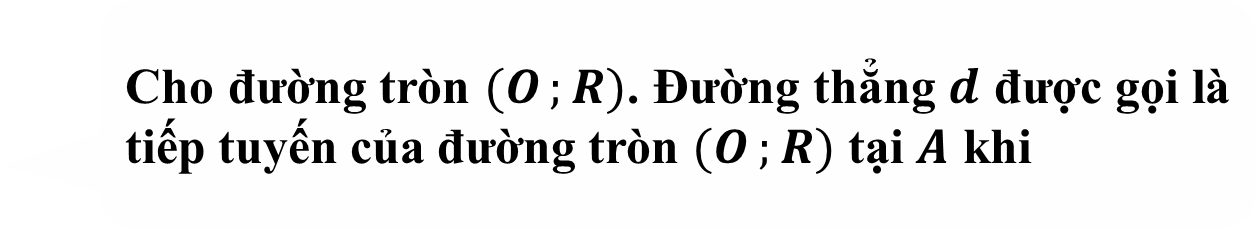 Cho đường tròn (O ; R). Đường thẳng d được gọi là
tiếp tuyến của đường tròn (O ; R) tại A khi